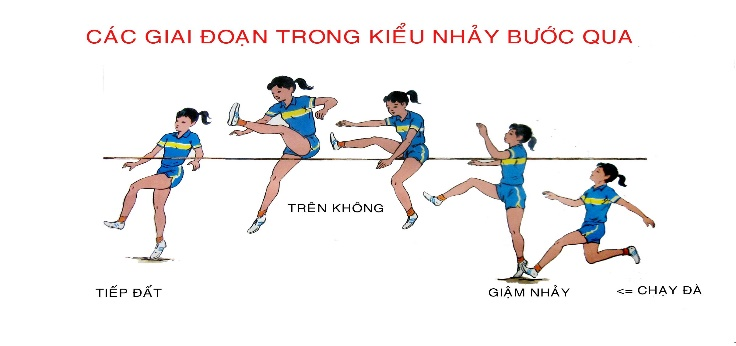 CÁC GIAI ĐOẠN TRONG KIỂU NHẢY BƯỚC QUA
TRÊN KHÔNG
TIẾP ĐẤT
GIẬM NHẢY
<= CHẠY ĐÀ